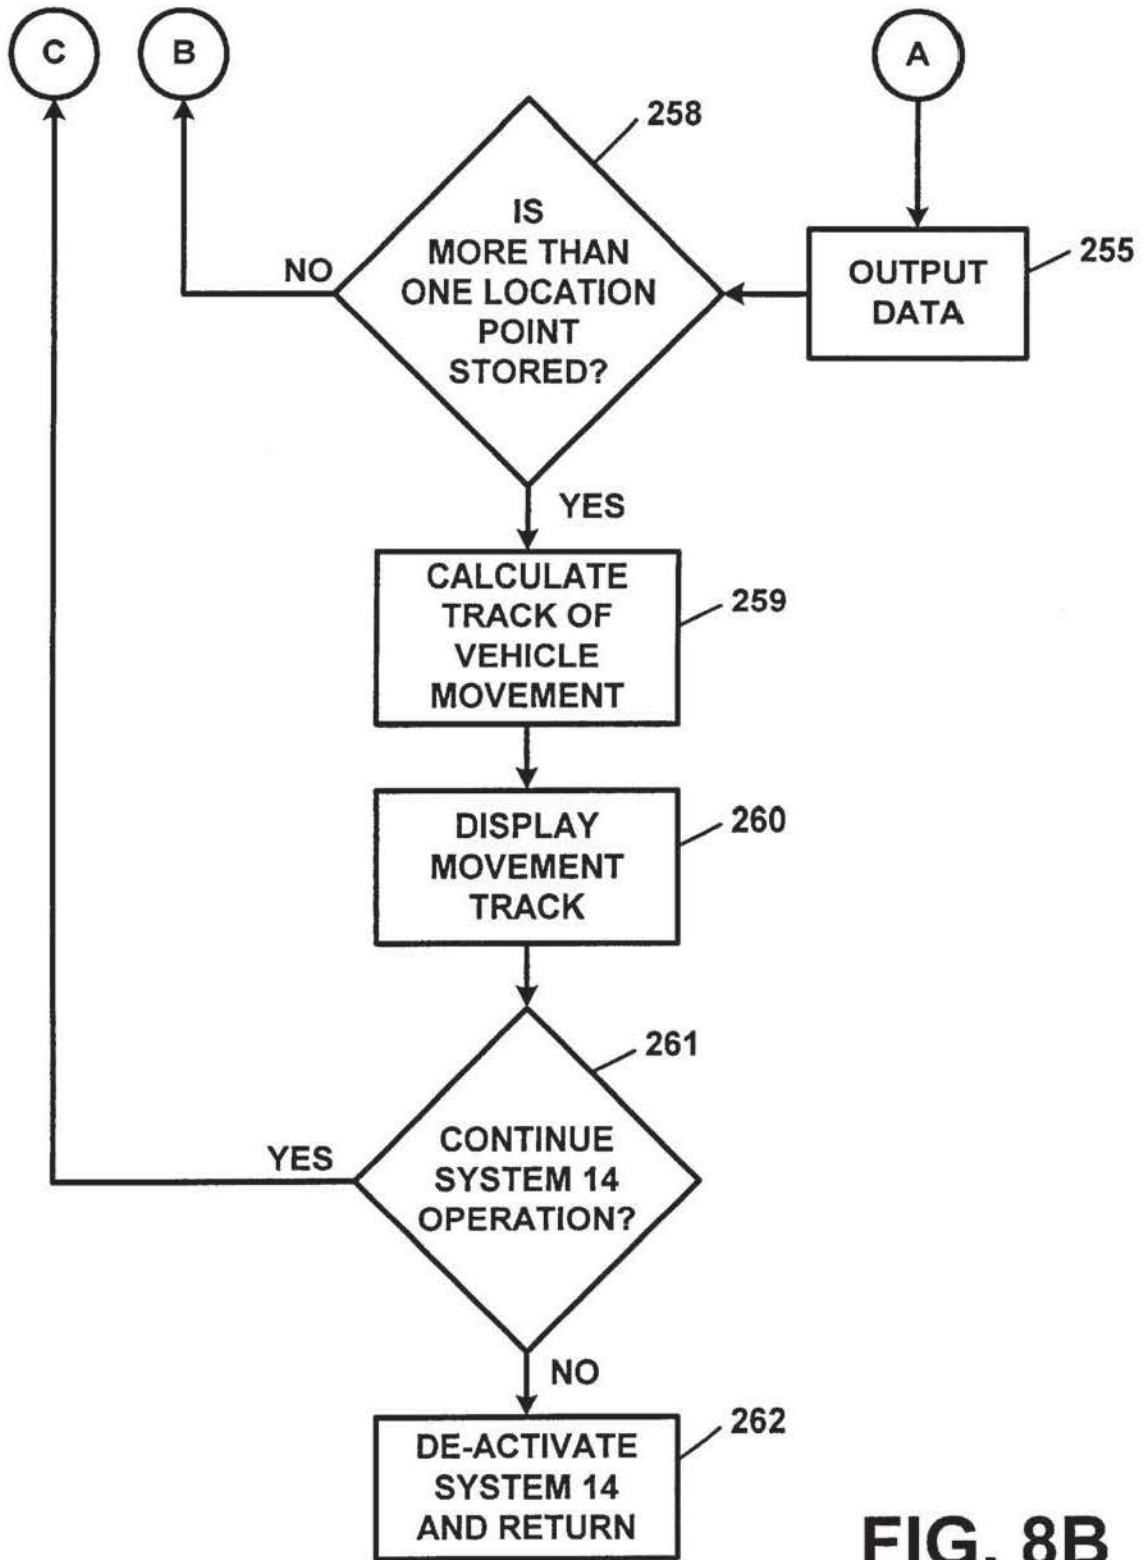 C
B
A
258
IS
MORE THAN
ONE LOCATION
POINT
STORED?
NO
255
OUTPUT
DATA
YES
CALCULATE
TRACK OF
VEHICLE
MOVEMENT
259
DISPLAY
MOVEMENT
TRACK
260
261
CONTINUE
SYSTEM 14
OPERATION?
YES
NO
DE-ACTIVATE
SYSTEM 14
AND RETURN
262
FIG. 8B